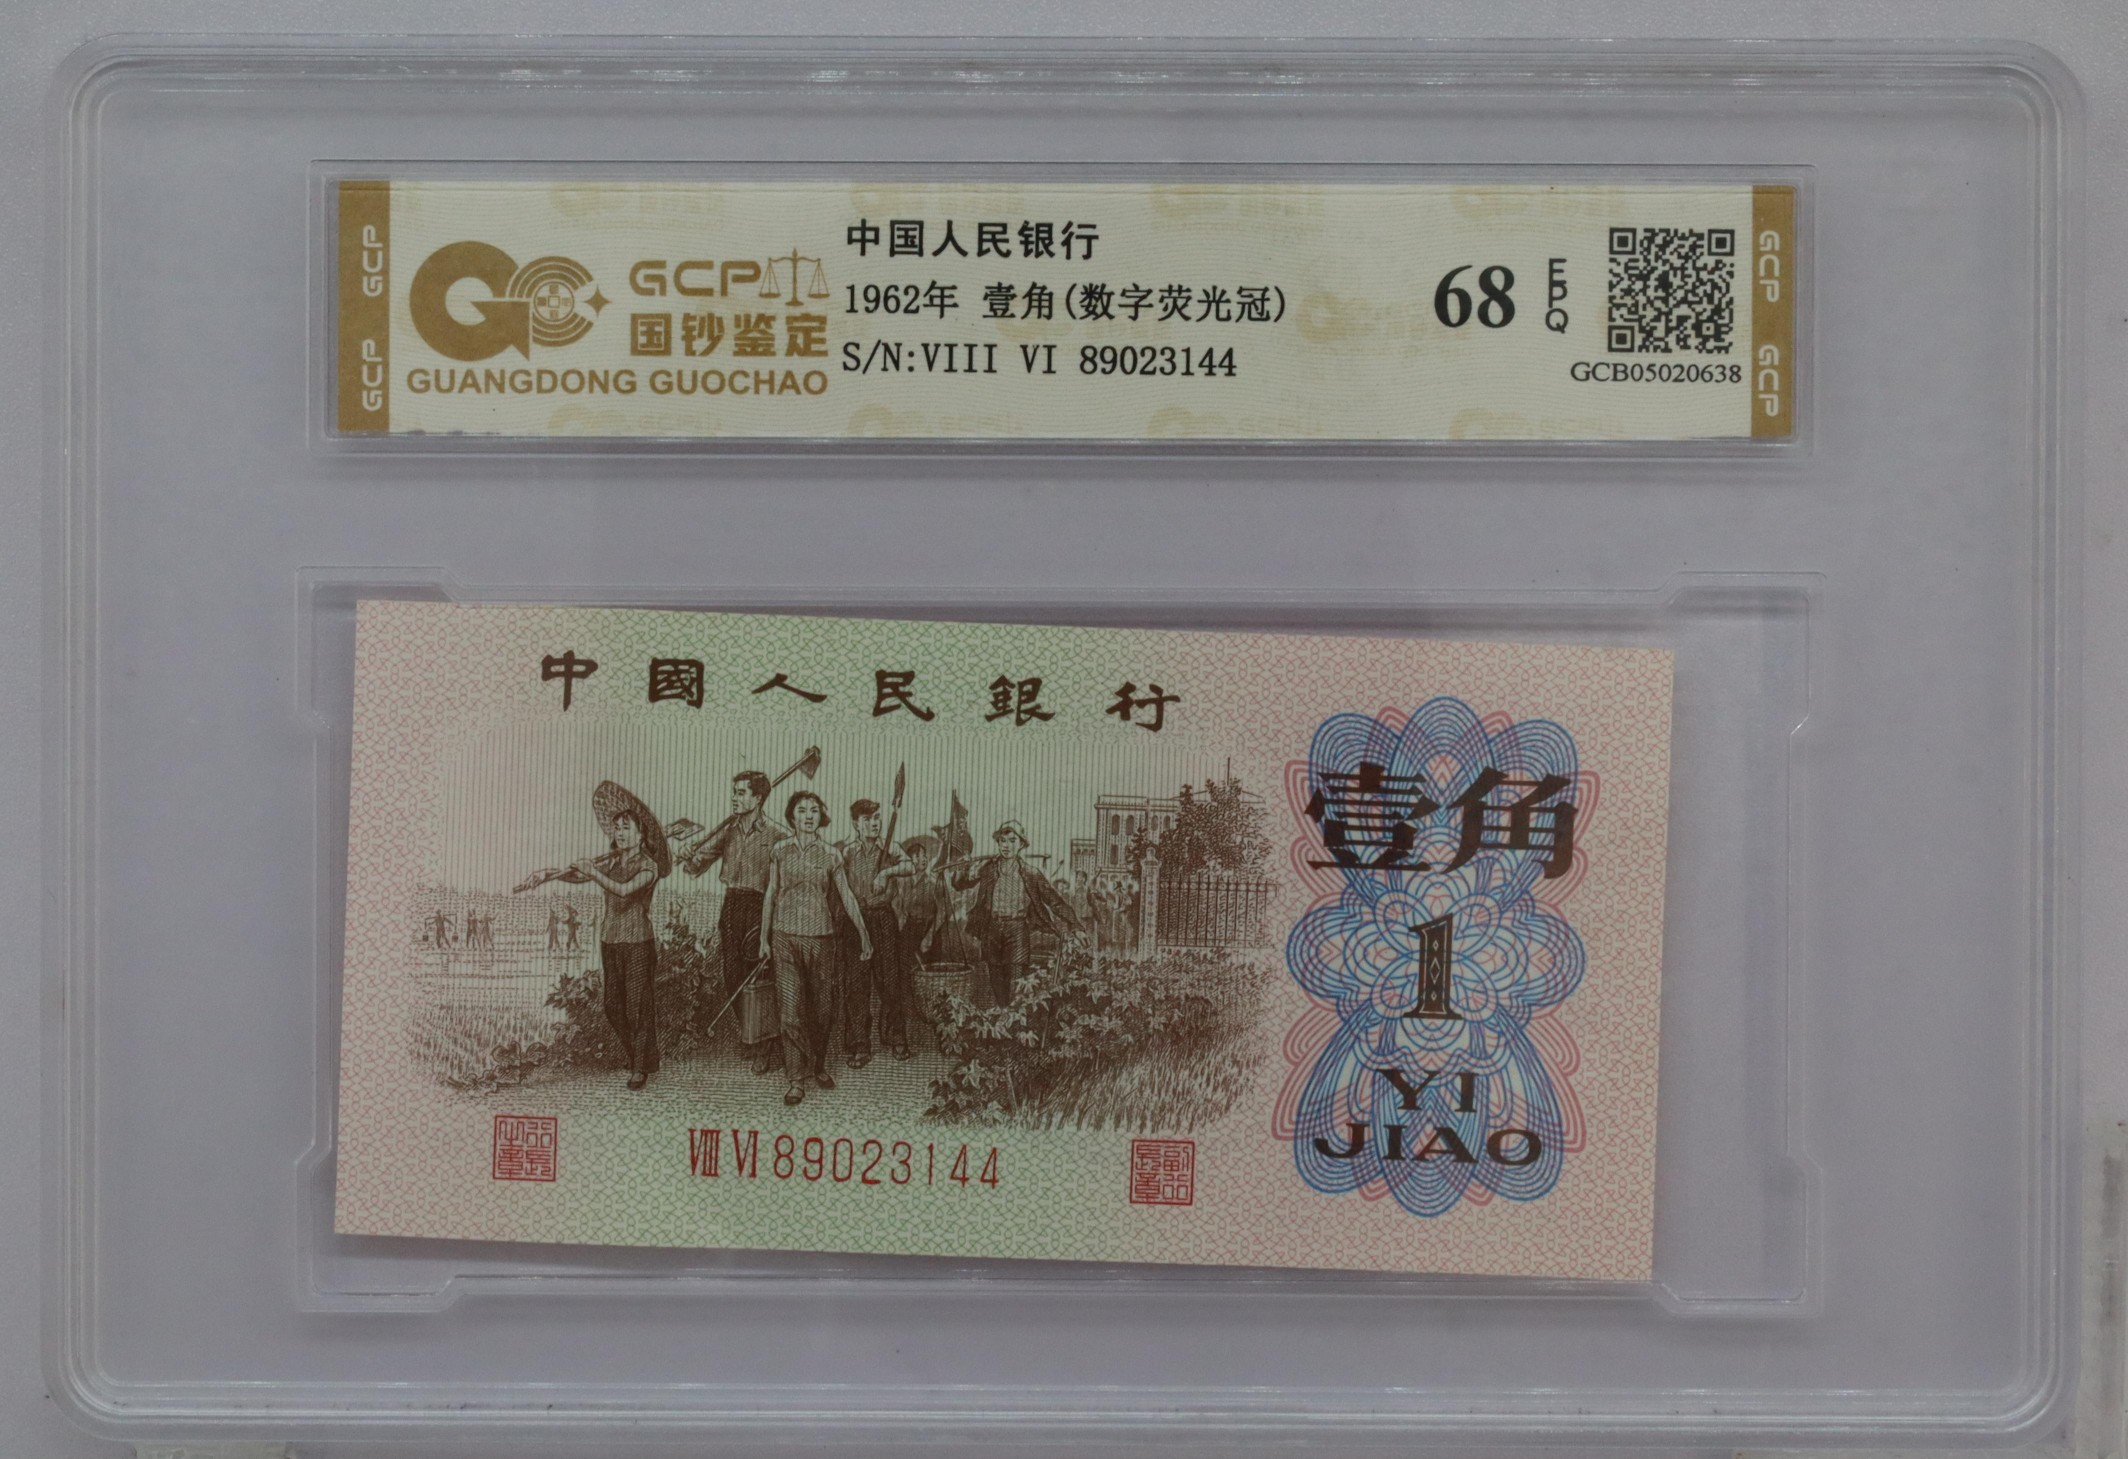 GCP GCP
GCP
国钞鉴定
GUANGDONG GUOCHAO
中国人民银行
1962年 壹角(数字荧光冠)
S/N:VIII VI 89023144
68 EPQ
GCB05020638
GCP GCP
中國人民銀行
壹角
1
YI
JIAO
VIII VI 89023144